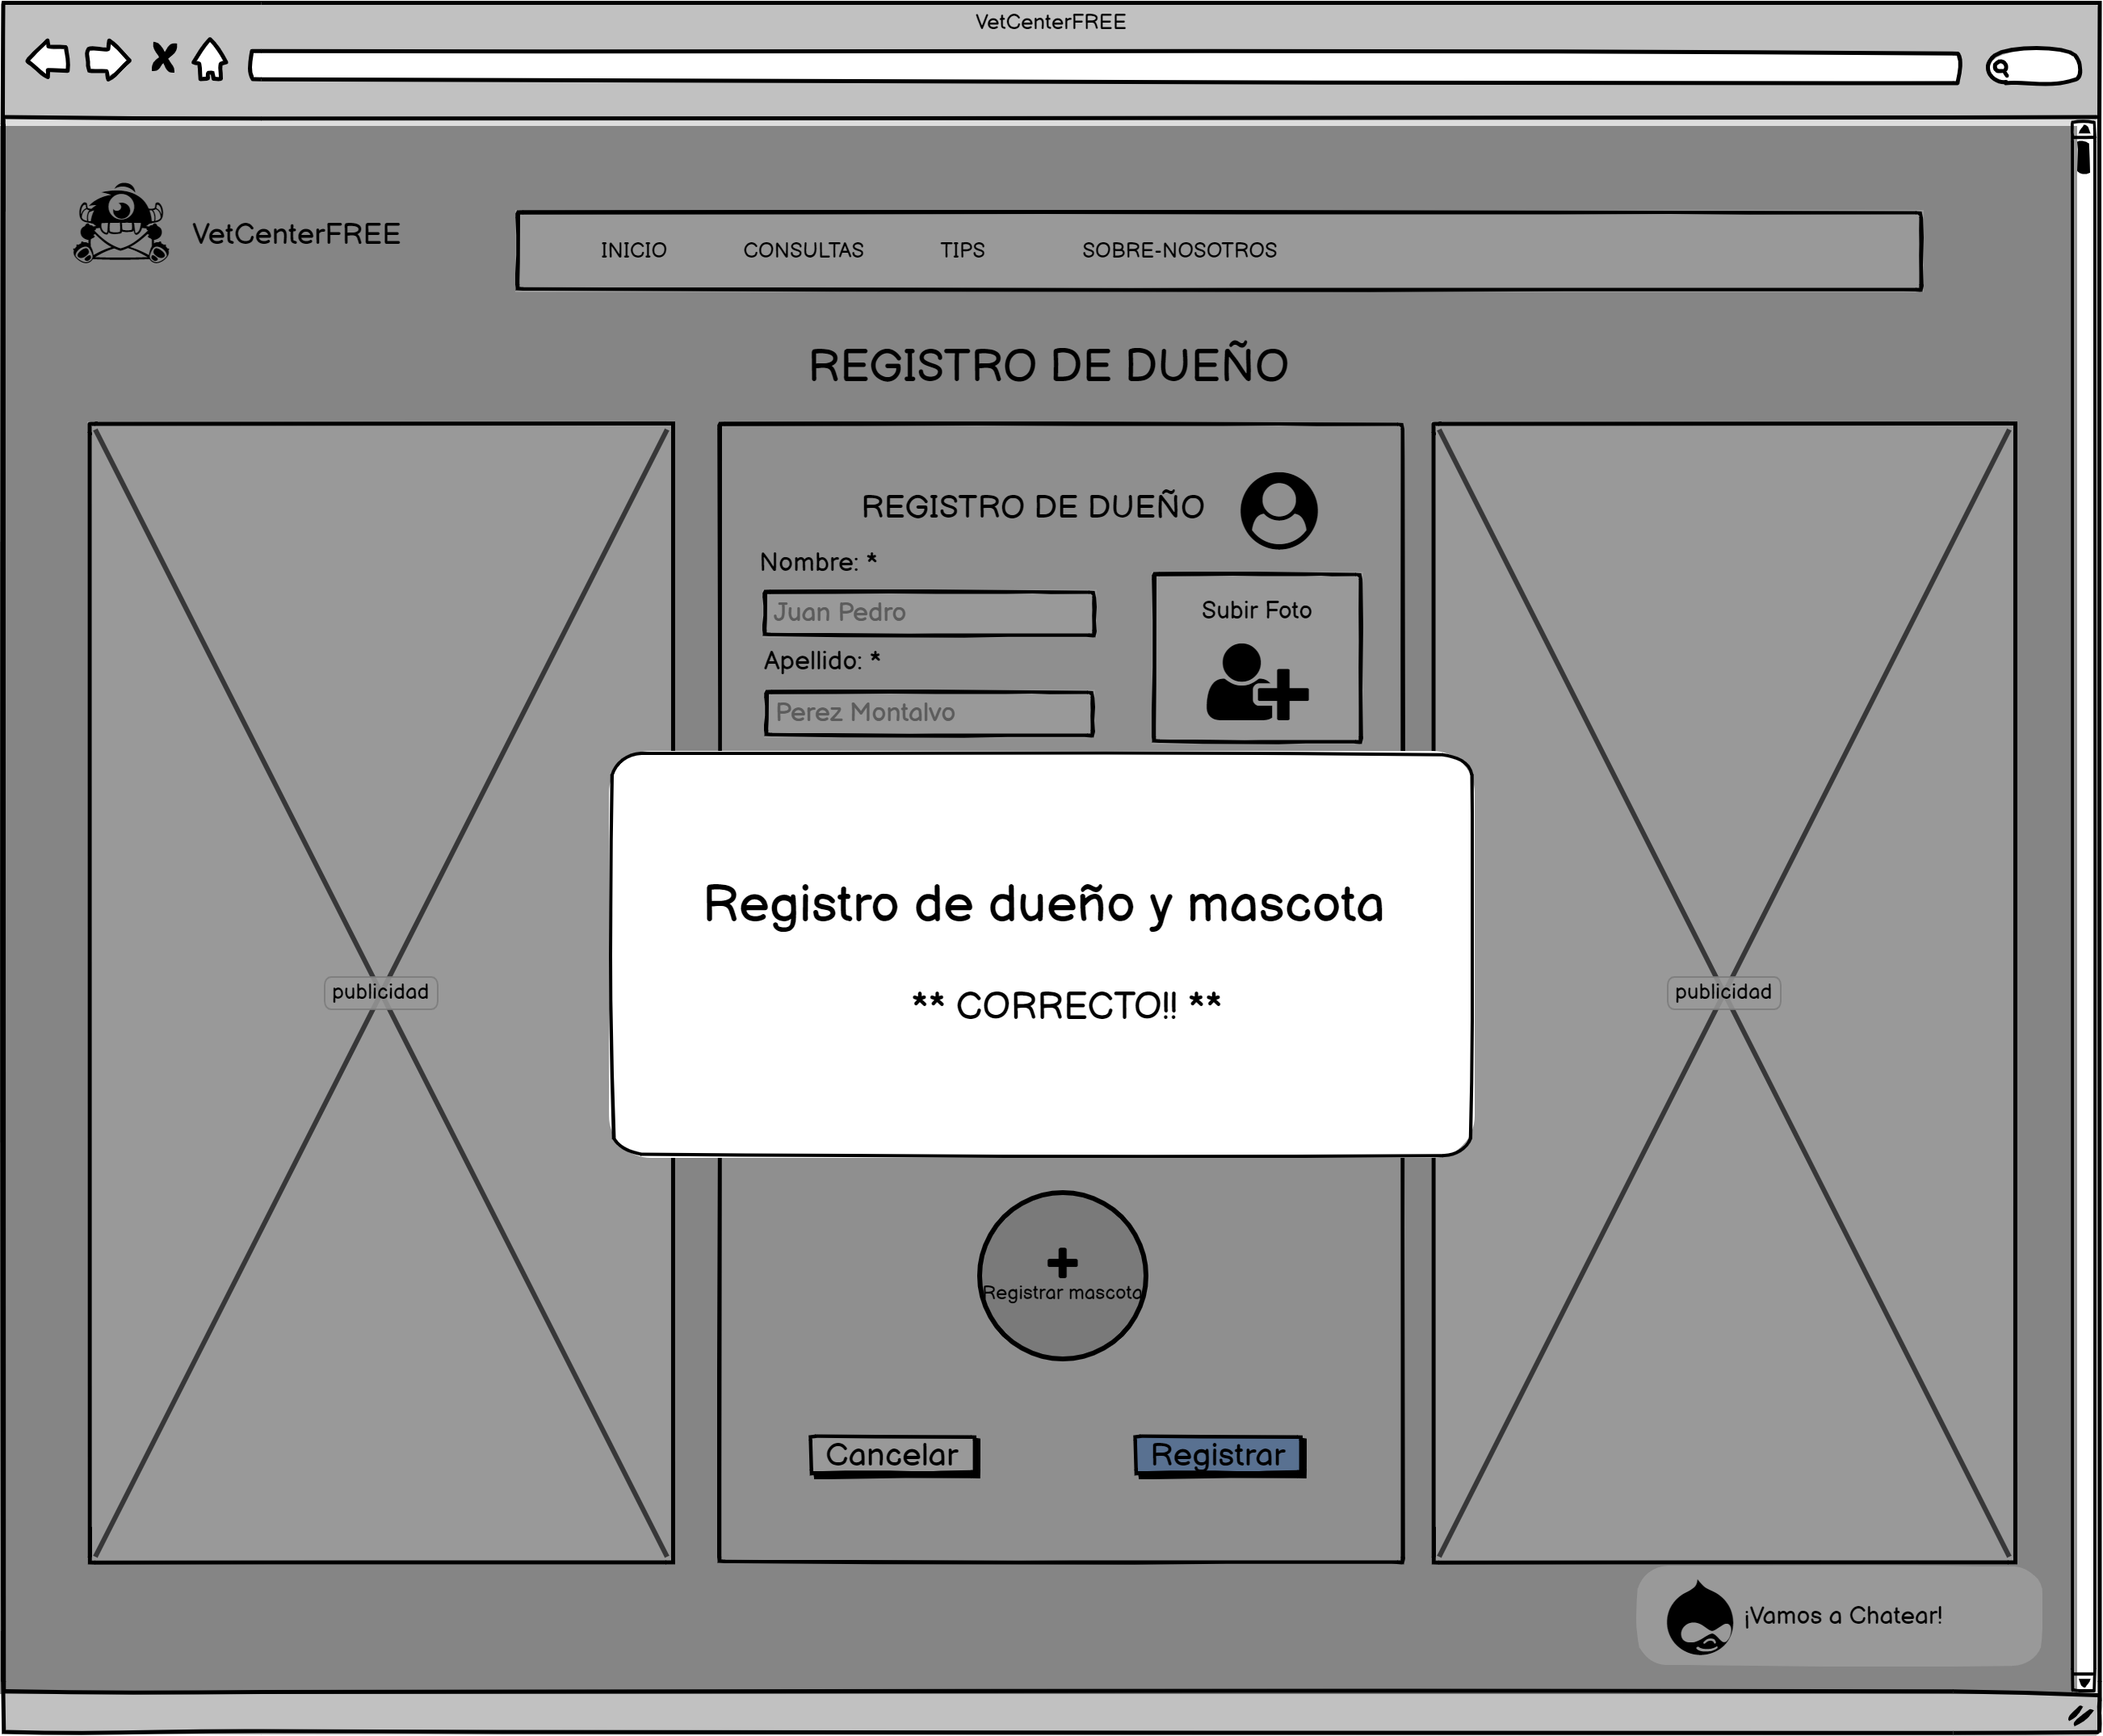 VetCenterFREE
VetCenterFREE
INICIO CONSULTAS TIPS SOBRE-NOSOTROS
REGISTRO DE DUEÑO
REGISTRO DE DUEÑO
Nombre: *
Juan Pedro
Subir Foto
Apellido: *
Perez Montalvo
Registro de dueño y mascota
** CORRECTO!! **
publicidad
publicidad
Registrar mascota
Cancelar
Registrar
¡Vamos a Chatear!